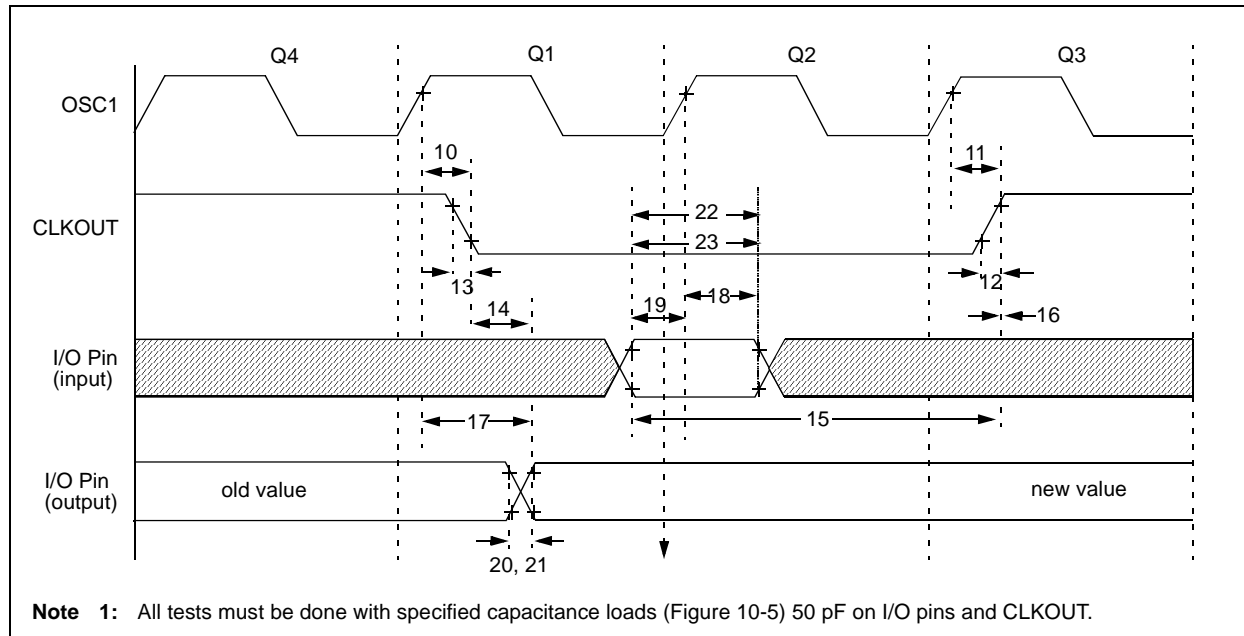 Q4 Q1 Q2 Q3
OSC1
10 11
22
CLKOUT
23
13 12
18
19
14 16
I/O Pin
(input)
17 15
I/O Pin
(output)
old value new value
20, 21
Note 1: All tests must be done with specified capacitance loads (Figure 10-5) 50 pF on I/O pins and CLKOUT.